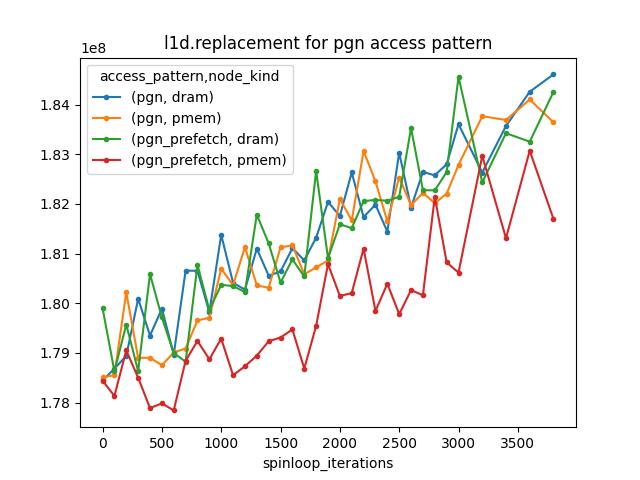 l1d.replacement for pgn access pattern
1e8
access_pattern,node_kind
(pgn, dram)
(pgn, pmem)
(pgn_prefetch, dram)
(pgn_prefetch, pmem)
1.84
1.83
1.82
1.81
1.80
1.79
1.78
0 500 1000 1500 2000 2500 3000 3500
spinloop_iterations